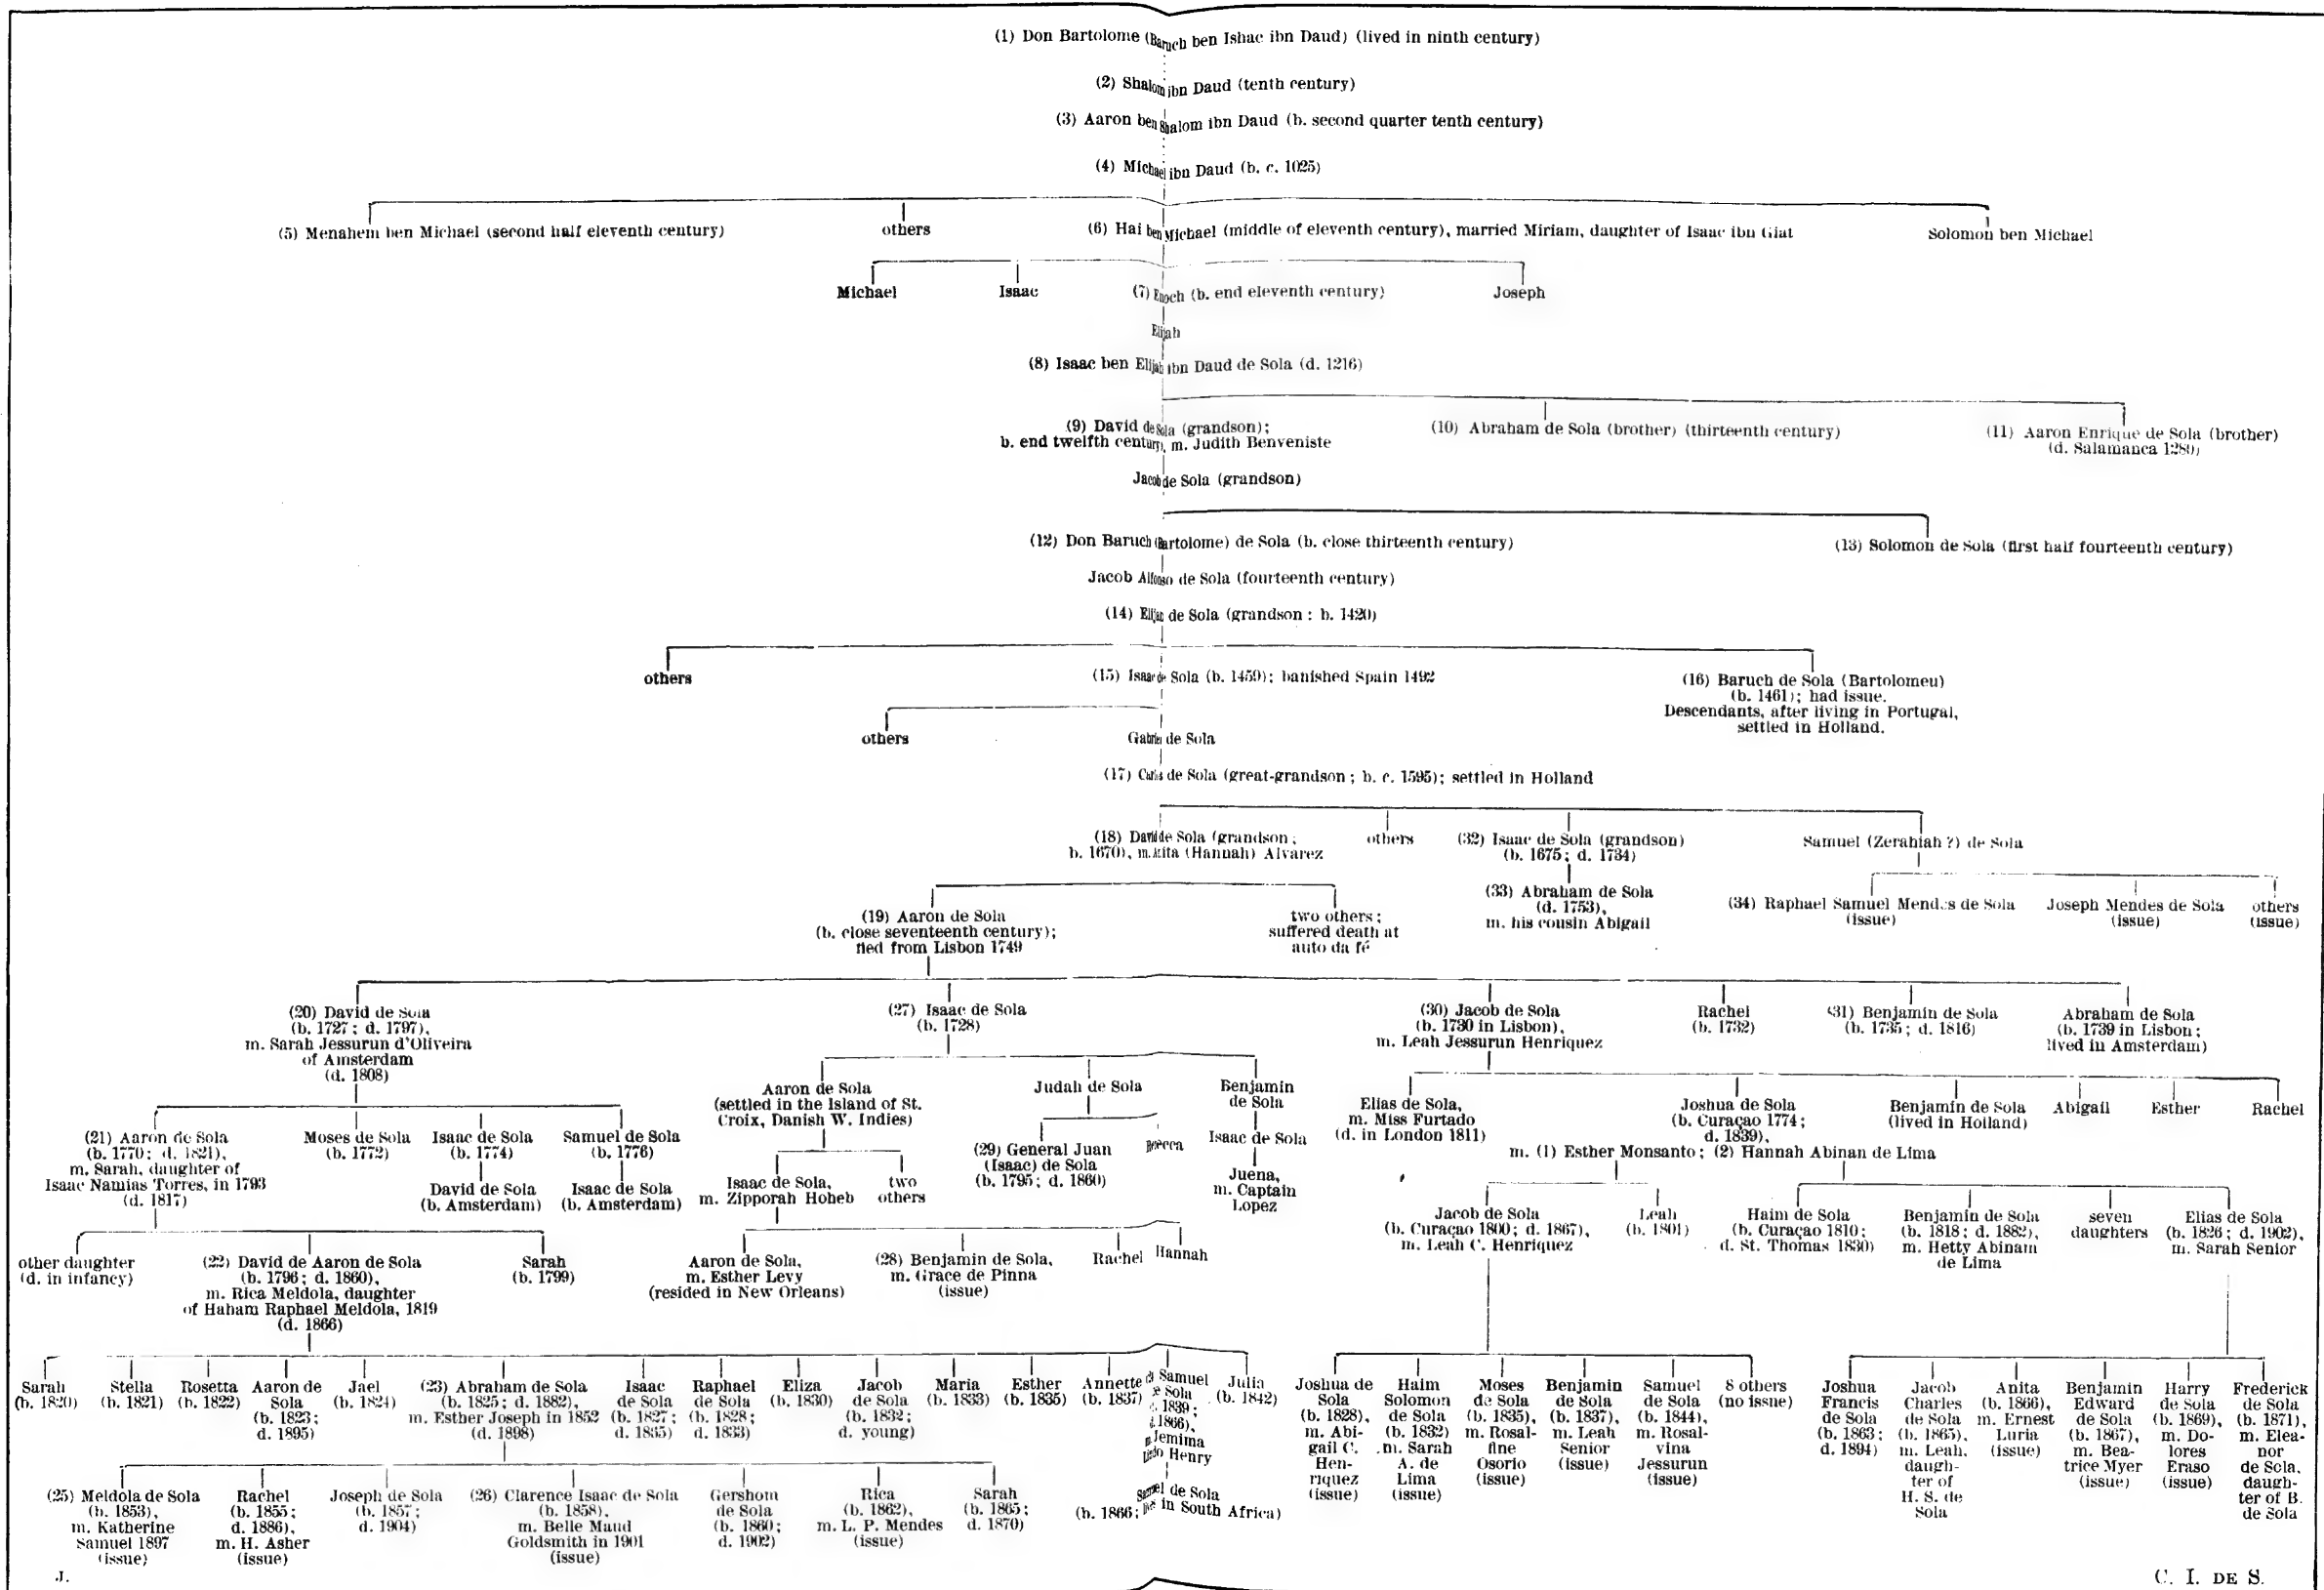 (1) Don Bartolome (Baruch ben Ishac ibn Daud) (lived in ninth century)
(2) Shalom ibn Daud (tenth century)
(3) Aaron ben Shalom ibn Daud (b. second quarter tenth century)
(4) Michael ibn Daud (b. c. 1025)
(5) Menahem ben Michael (second half eleventh century)
others
(6) Hai ben Michael (middle of eleventh century), married Miriam, daughter of Isaac ibn Giat
Solomon ben Michael
Michael
Isaac
(7) Enoch (b. end eleventh century)
Joseph
Elijah
(8) Isaac ben Elijah ibn Daud de Sola (d. 1216)
(9) David de Sola (grandson);
b. end twelfth century, m. Judith Benveniste
(10) Abraham de Sola (brother) (thirteenth century)
(11) Aaron Enrique de Sola (brother)
(d. Salamanca 1280)
Jacob de Sola (grandson)
(12) Don Baruch (Bartolome) de Sola (b. close thirteenth century)
(13) Solomon de Sola (first half fourteenth century)
Jacob Alfonso de Sola (fourteenth century)
(14) Elijah de Sola (grandson: b. 1420)
others
(15) Isaac de Sola (b. 1459); banished Spain 1492
(16) Baruch de Sola (Bartolomeu)
(b. 1461); had issue.
Descendants, after living in Portugal,
settled in Holland.
others
Gabriel de Sola
(17) Carlos de Sola (great-grandson; b. c. 1595); settled in Holland
(18) David de Sola (grandson;
b. 1670), m. Anita (Hannah) Alvarez
others
(32) Isaac de Sola (grandson)
(b. 1675; d. 1734)
Samuel (Zerahiah?) de Sola
(33) Abraham de Sola
(d. 1753),
m. his cousin Abigail
(34) Raphael Samuel Mendes de Sola
(issue)
Joseph Mendes de Sola
(issue)
others
(issue)
(19) Aaron de Sola
(b. close seventeenth century);
fled from Lisbon 1749
two others;
suffered death at
auto da fé
(20) David de Sola
(b. 1727; d. 1797),
m. Sarah Jessurun d'Oliveira
of Amsterdam
(d. 1808)
(27) Isaac de Sola
(b. 1728)
(30) Jacob de Sola
(b. 1730 in Lisbon),
m. Leah Jessurun Henriquez
Rachel
(b. 1732)
(31) Benjamin de Sola
(b. 1735; d. 1816)
Abraham de Sola
(b. 1739 in Lisbon;
lived in Amsterdam)
(21) Aaron de Sola
(b. 1770; d. 1821),
m. Sarah, daughter of
Isaac Namias Torres, in 1793
(d. 1817)
Moses de Sola
(b. 1772)
Isaac de Sola
(b. 1774)
Samuel de Sola
(b. 1776)
David de Sola
(b. Amsterdam)
Isaac de Sola
(b. Amsterdam)
Aaron de Sola
(settled in the Island of St.
Croix, Danish W. Indies)
Judah de Sola
Benjamin
de Sola
(29) General Juan
(Isaac) de Sola
(b. 1795; d. 1860)
Isaac de Sola
Juena,
m. Captain
Lopez
Isaac de Sola,
m. Zipporah Hoheb
two
others
Elias de Sola,
m. Miss Furtado
(d. in London 1811)
Joshua de Sola
(b. Curaçao 1774;
d. 1839),
m. (1) Esther Monsanto; (2) Hannah Abinan de Lima
Benjamin de Sola
(lived in Holland)
Abigail
Esther
Rachel
Jacob de Sola
(b. Curaçao 1800; d. 1867),
m. Leah C. Henriquez
Leah
(b. 1801)
Haim de Sola
(b. Curaçao 1810;
d. St. Thomas 1830)
Benjamin de Sola
(b. 1818; d. 1882),
m. Hetty Abinam
de Lima
seven
daughters
Elias de Sola
(b. 1826; d. 1902),
m. Sarah Senior
other daughter
(d. in infancy)
(22) David de Aaron de Sola
(b. 1796; d. 1860),
m. Rica Meldola, daughter
of Haham Raphael Meldola, 1819
(d. 1866)
Sarah
(b. 1799)
Aaron de Sola,
m. Esther Levy
(resided in New Orleans)
(28) Benjamin de Sola,
m. Grace de Pinna
(issue)
Rachel
Hannah
Sarah
(b. 1820)
Stella
(b. 1821)
Rosetta
(b. 1822)
Aaron de
Sola
(b. 1823;
d. 1895)
Jael
(b. 1824)
(23) Abraham de Sola
(b. 1825; d. 1882),
m. Esther Joseph in 1852
(d. 1898)
Isaac
de Sola
(b. 1827;
d. 1835)
Raphael
de Sola
(b. 1828;
d. 1833)
Eliza
(b. 1830)
Jacob
de Sola
(b. 1832;
d. young)
Maria
(b. 1833)
Esther
(b. 1835)
Annette
(b. 1837)
Samuel
de Sola
1839;
1866),
Jemima
Henry
Julia
(b. 1842)
Joshua de
Sola
(b. 1828),
m. Abi-
gail C.
Hen-
riquez
(issue)
Haim
Solomon
de Sola
(b. 1832)
m. Sarah
A. de
Lima
(issue)
Moses
de Sola
(b. 1835),
m. Rosal-
fine
Osorio
(issue)
Benjamin
de Sola
(b. 1837),
m. Leah
Senior
(issue)
Samuel
de Sola
(b. 1844),
m. Rosal-
vina
Jessurun
(issue)
8 others
(no issue)
Joshua
Francis
de Sola
(b. 1863;
d. 1894)
Jacob
Charles
de Sola
(b. 1865),
m. Leah,
daugh-
ter of
H. S. de
Sola
Anita
(b. 1866),
m. Ernest
Luria
(issue)
Benjamin
Edward
de Sola
(b. 1867),
m. Bea-
trice Myer
(issue)
Harry
de Sola
(b. 1869),
m. Do-
lores
Eraso
(issue)
Frederick
de Sola
(b. 1871),
m. Elea-
nor
de Sola,
daugh-
ter of B.
de Sola
(25) Meldola de Sola
(b. 1853),
m. Katherine
Samuel 1897
(issue)
Rachel
(b. 1855;
d. 1886),
m. H. Asher
(issue)
Joseph de Sola
(b. 1857;
d. 1904)
(26) Clarence Isaac de Sola
(b. 1858),
m. Belle Maud
Goldsmith in 1901
(issue)
Gershom
de Sola
(b. 1860;
d. 1902)
Rica
(b. 1862),
m. L. P. Mendes
(issue)
Sarah
(b. 1865;
d. 1870)
Samuel de Sola
(b. 1866; in South Africa)
J.
C. I. DE S.